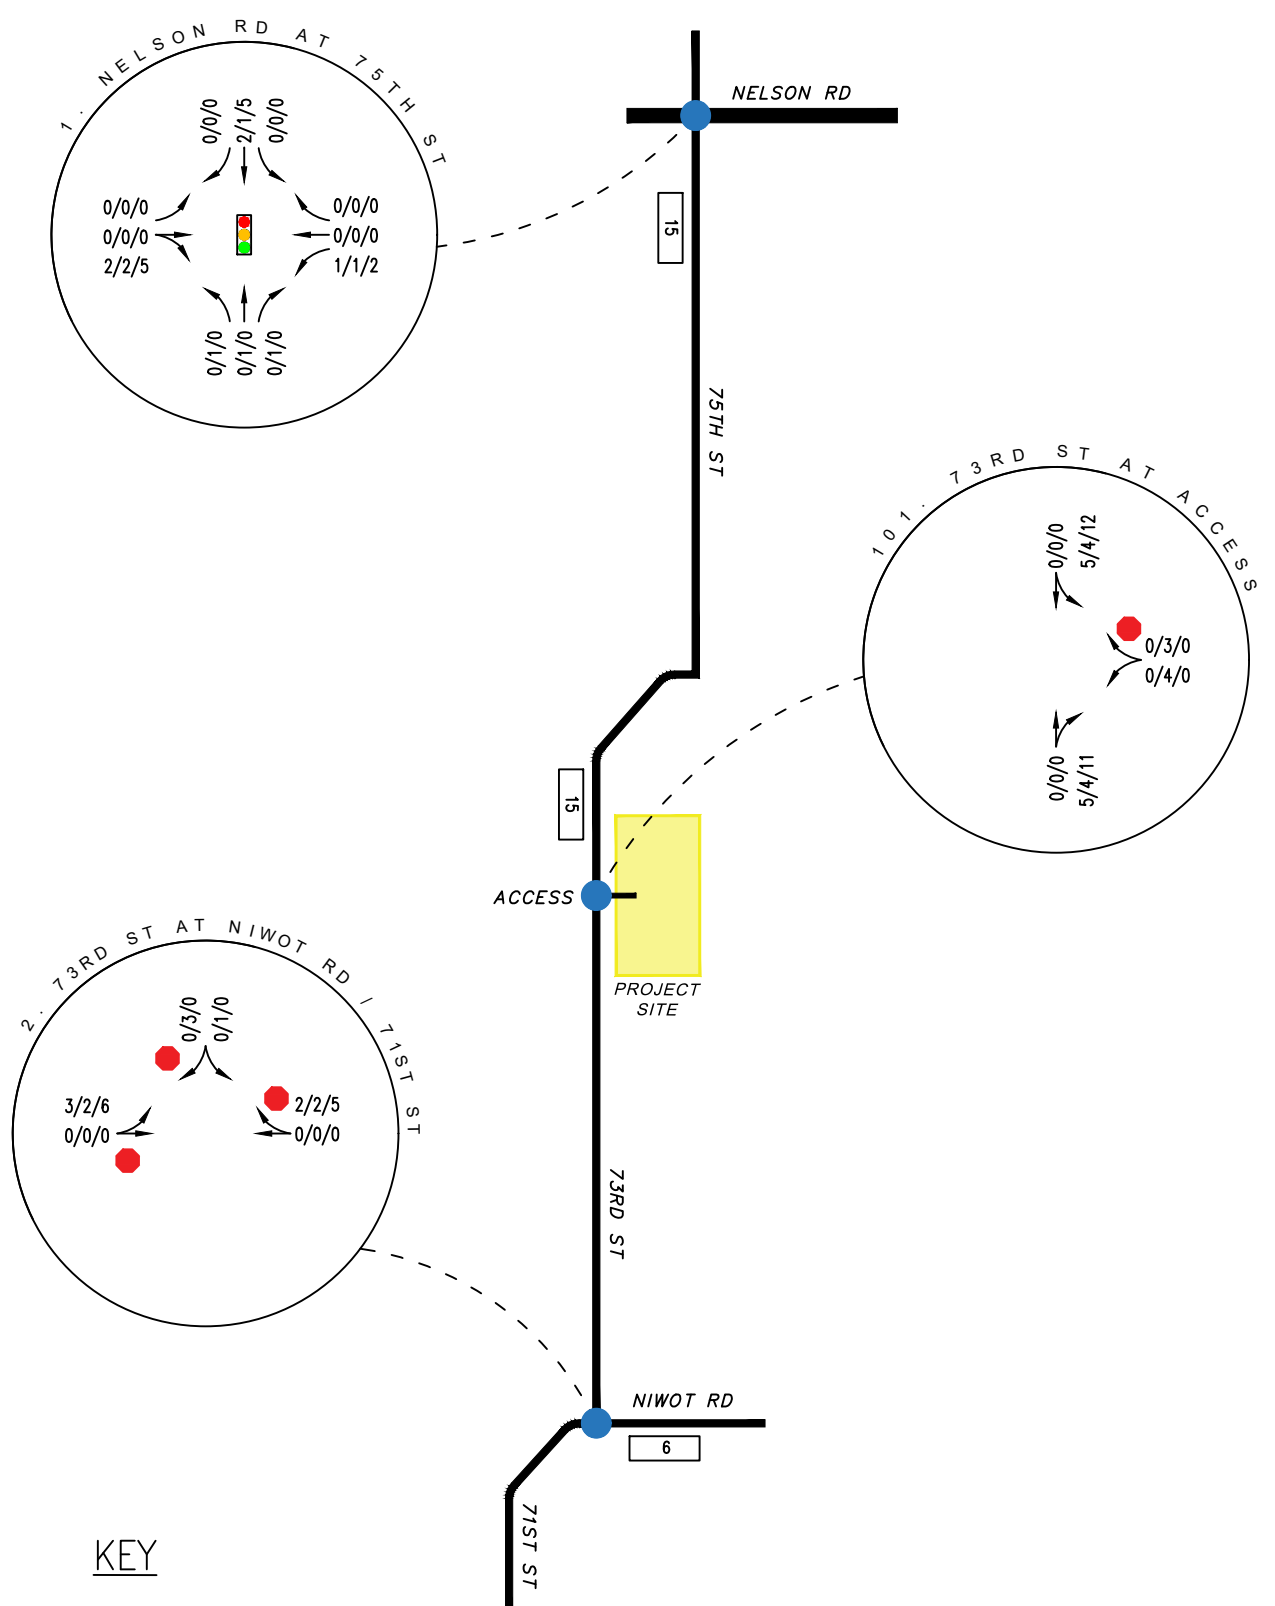 1. NELSON RD AT 75TH ST
0/0/0
2/1/5
0/0/0
0/0/0
0/0/0
2/2/5
0/0/0
0/0/0
1/1/2
0/1/0
0/1/0
0/1/0
NELSON RD
15
75TH ST
101. 73RD ST AT ACCESS
0/0/0
5/4/12
0/3/0
0/4/0
0/0/0
5/4/11
15
ACCESS
PROJECT
SITE
2. 73RD ST AT NIWOT RD / 71ST ST
0/3/0
0/1/0
3/2/6
0/0/0
2/2/5
0/0/0
73RD ST
NIWOT RD
6
71ST ST
KEY